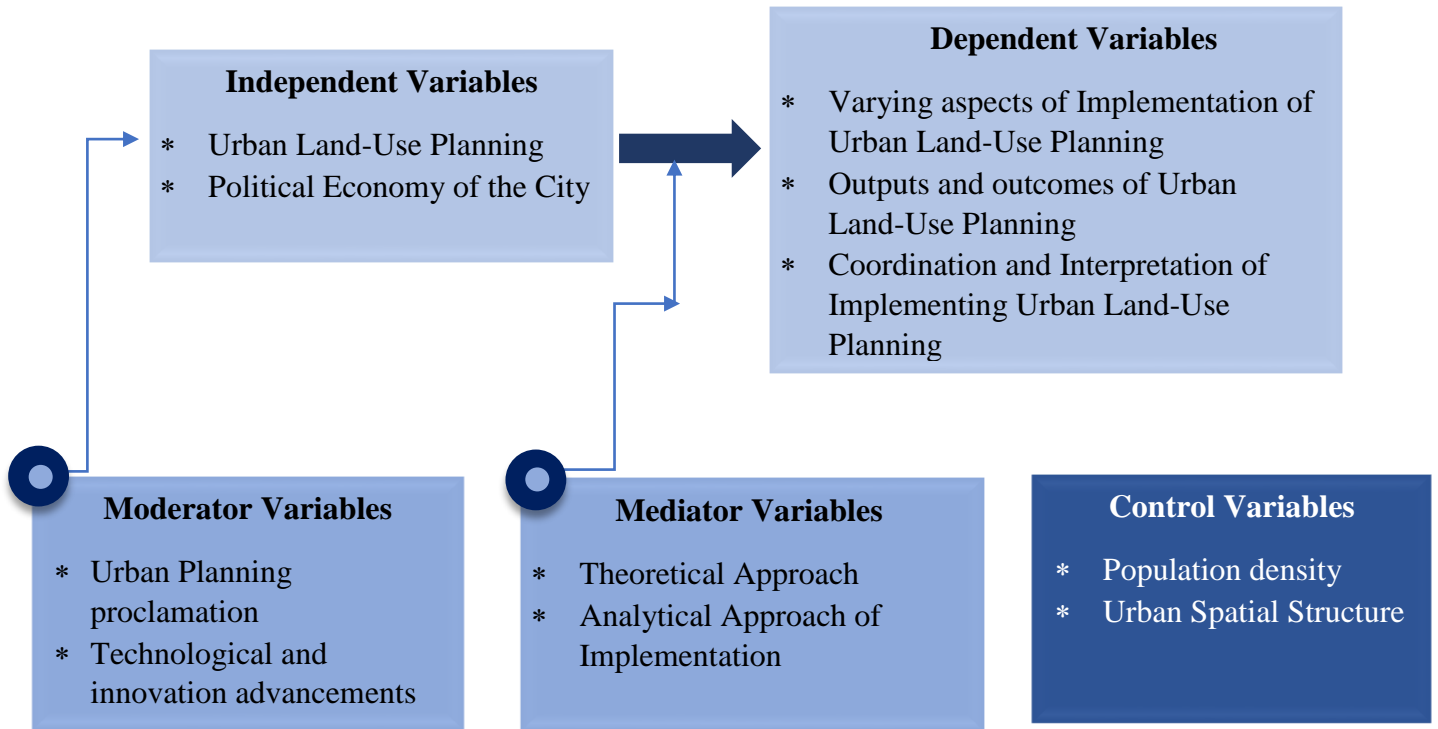 Independent Variables
* Urban Land-Use Planning
* Political Economy of the City
Dependent Variables
* Varying aspects of Implementation of
Urban Land-Use Planning
* Outputs and outcomes of Urban
Land-Use Planning
* Coordination and Interpretation of
Implementing Urban Land-Use
Planning
Moderator Variables
* Urban Planning
proclamation
* Technological and
innovation advancements
Mediator Variables
* Theoretical Approach
* Analytical Approach of
Implementation
Control Variables
* Population density
* Urban Spatial Structure